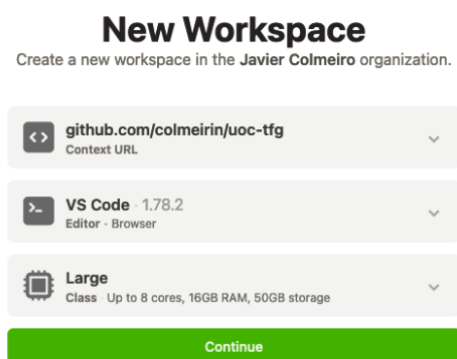 New Workspace
Create a new workspace in the Javier Colmeiro organization.
github.com/colmeirin/uoc-tfg
Context URL
VS Code · 1.78.2
Editor · Browser
Large
Class · Up to 8 cores, 16GB RAM, 50GB storage
Continue